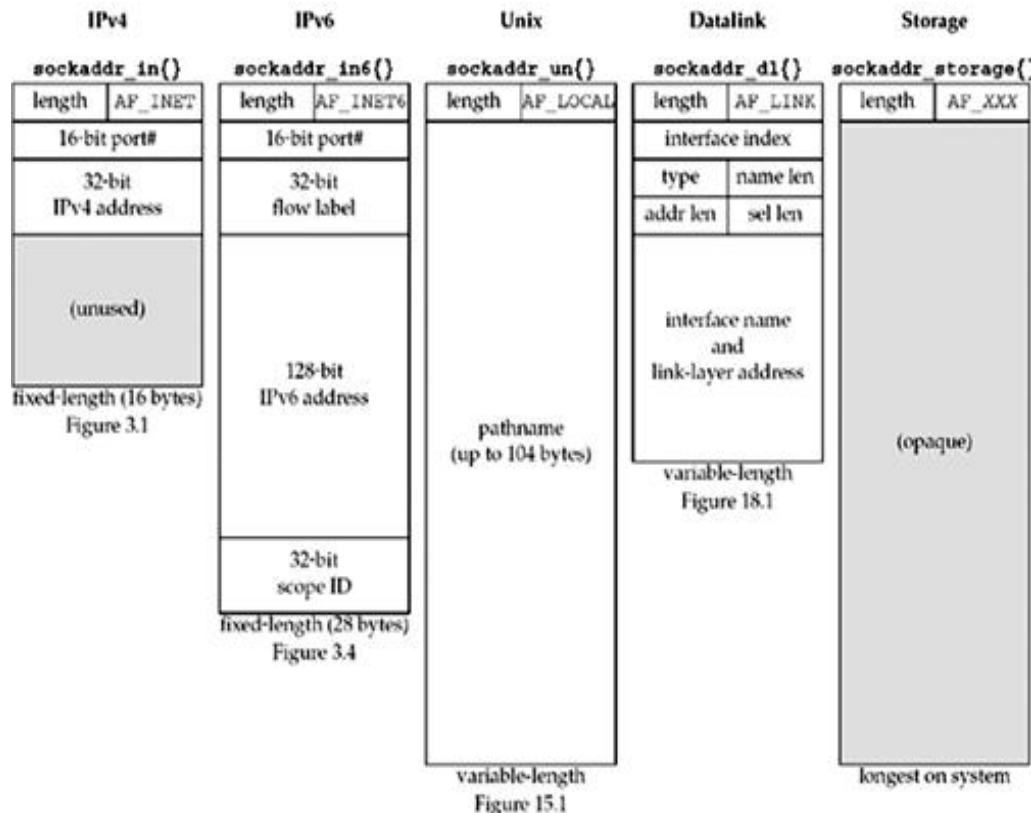 IPv4
IPv6
Unix
Datalink
Storage
sockaddr_in{}
sockaddr_in6{}
sockaddr_un{}
sockaddr_dl{}
sockaddr_storage{}
length
AF_INET
16-bit port#
32-bit
IPv4 address
(unused)
fixed-length (16 bytes)
Figure 3.1
length
AF_INET6
16-bit port#
32-bit
flow label
128-bit
IPv6 address
32-bit
scope ID
fixed-length (28 bytes)
Figure 3.4
length
AF_LOCAL
pathname
(up to 104 bytes)
variable-length
Figure 15.1
length
AF_LINK
interface index
type
name len
addr len
sel len
interface name
and
link-layer address
variable-length
Figure 18.1
length
AF_XXX
(opaque)
longest on system